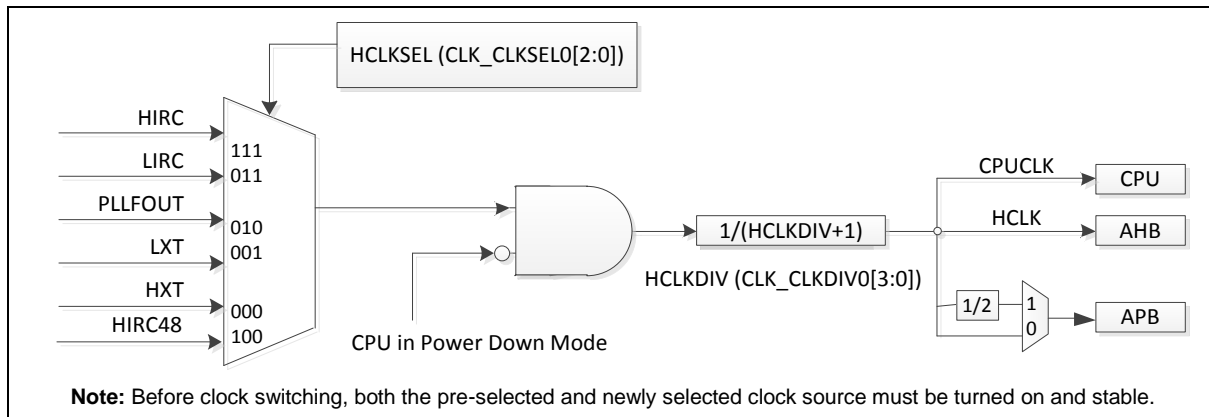 HCLKSEL (CLK_CLKSEL0[2:0])
HIRC
111
LIRC
011
PLLFOUT
010
LXT
001
HXT
000
HIRC48
100
CPU in Power Down Mode
1/(HCLKDIV+1)
HCLKDIV (CLK_CLKDIV0[3:0])
CPUCLK
CPU
HCLK
AHB
1/2
1
0
APB
Note: Before clock switching, both the pre-selected and newly selected clock source must be turned on and stable.